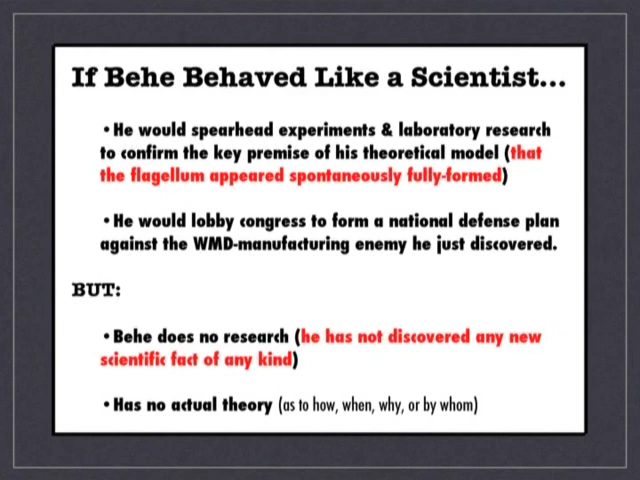 If Behe Behaved Like a Scientist...
•He would spearhead experiments & laboratory research
to confirm the key premise of his theoretical model (that
the flagellum appeared spontaneously fully-formed)
•He would lobby congress to form a national defense plan
against the WMD-manufacturing enemy he just discovered.
BUT:
•Behe does no research (he has not discovered any new
scientific fact of any kind)
•Has no actual theory (as to how, when, why, or by whom)